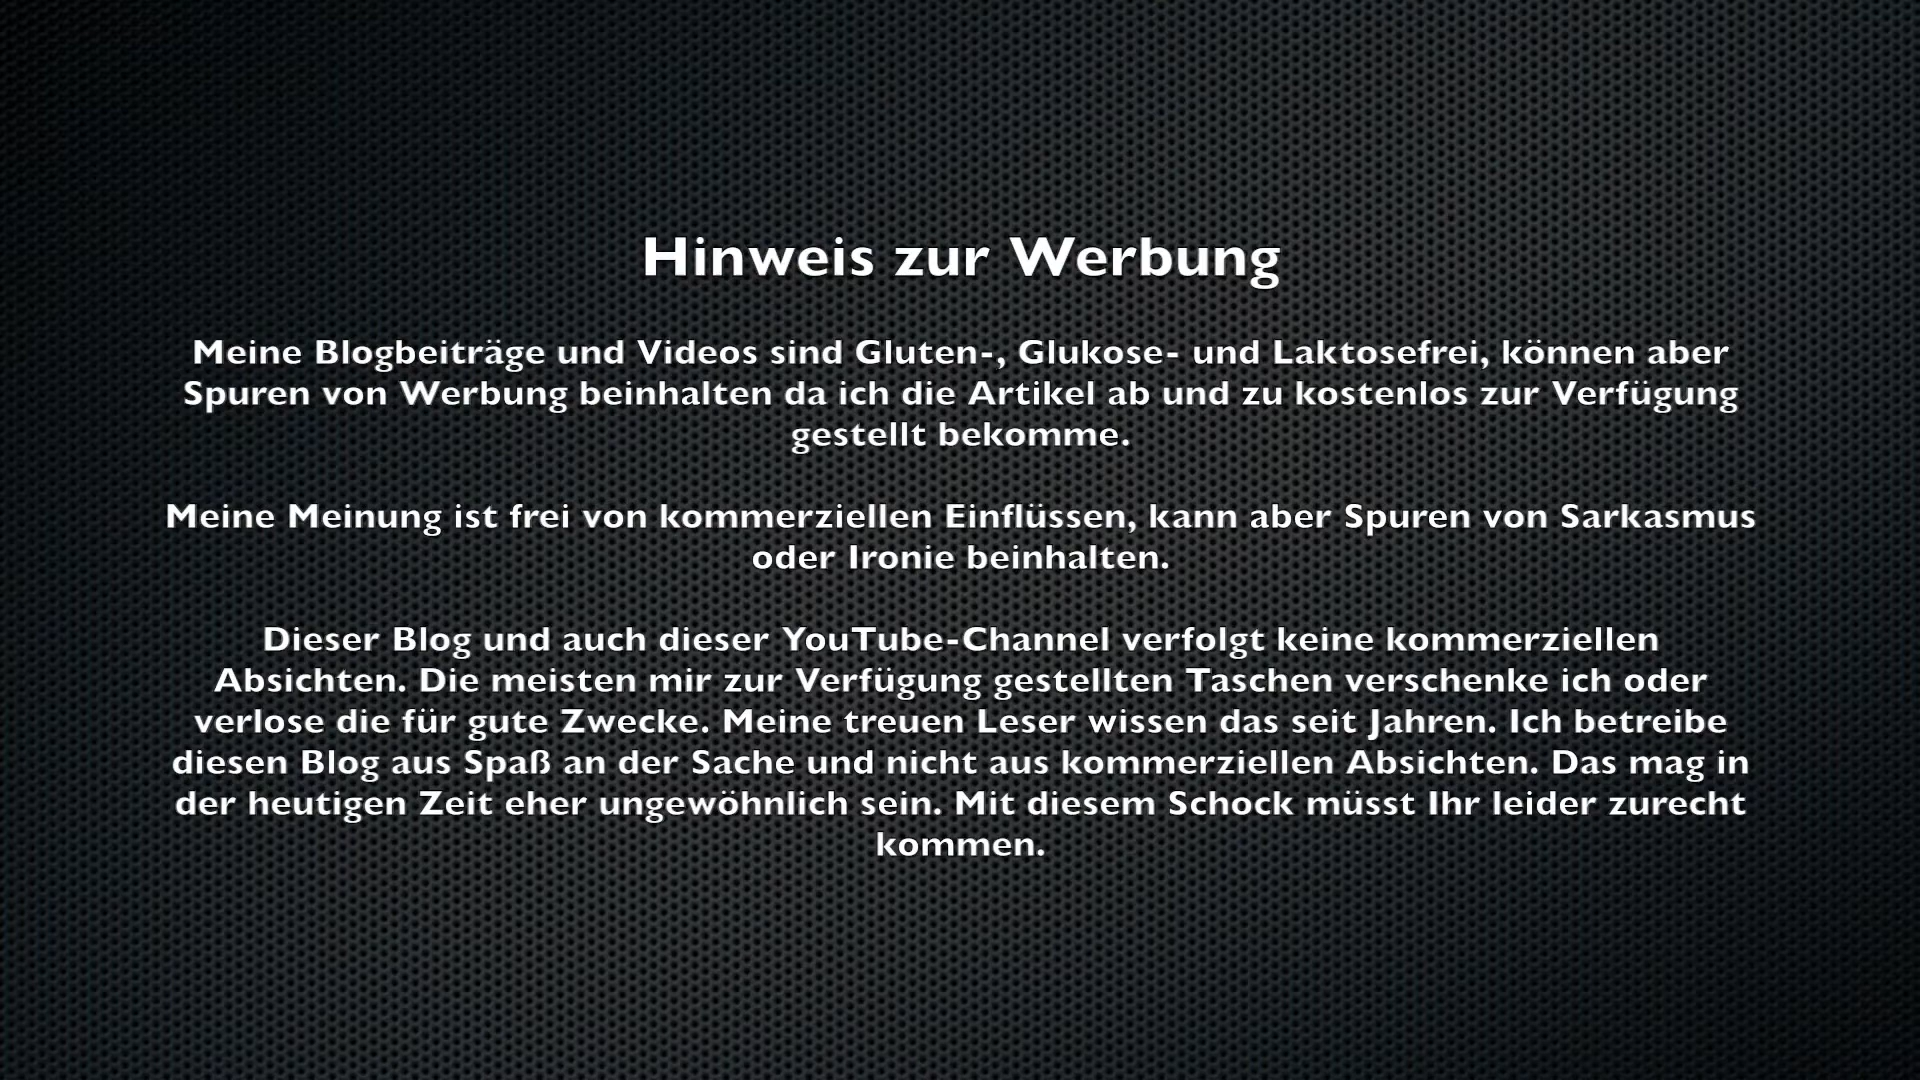 Hinweis zur Werbung
Meine Blogbeiträge und Videos sind Gluten-, Glukose- und Laktosefrei, können aber
Spuren von Werbung beinhalten da ich die Artikel ab und zu kostenlos zur Verfügung
gestellt bekomme.
Meine Meinung ist frei von kommerziellen Einflüssen, kann aber Spuren von Sarkasmus
oder Ironie beinhalten.
Dieser Blog und auch dieser YouTube-Channel verfolgt keine kommerziellen
Absichten. Die meisten mir zur Verfügung gestellten Taschen verschenke ich oder
verlose die für gute Zwecke. Meine treuen Leser wissen das seit Jahren. Ich betreibe
diesen Blog aus Spaß an der Sache und nicht aus kommerziellen Absichten. Das mag in
der heutigen Zeit eher ungewöhnlich sein. Mit diesem Schock müsst Ihr leider zurecht
kommen.